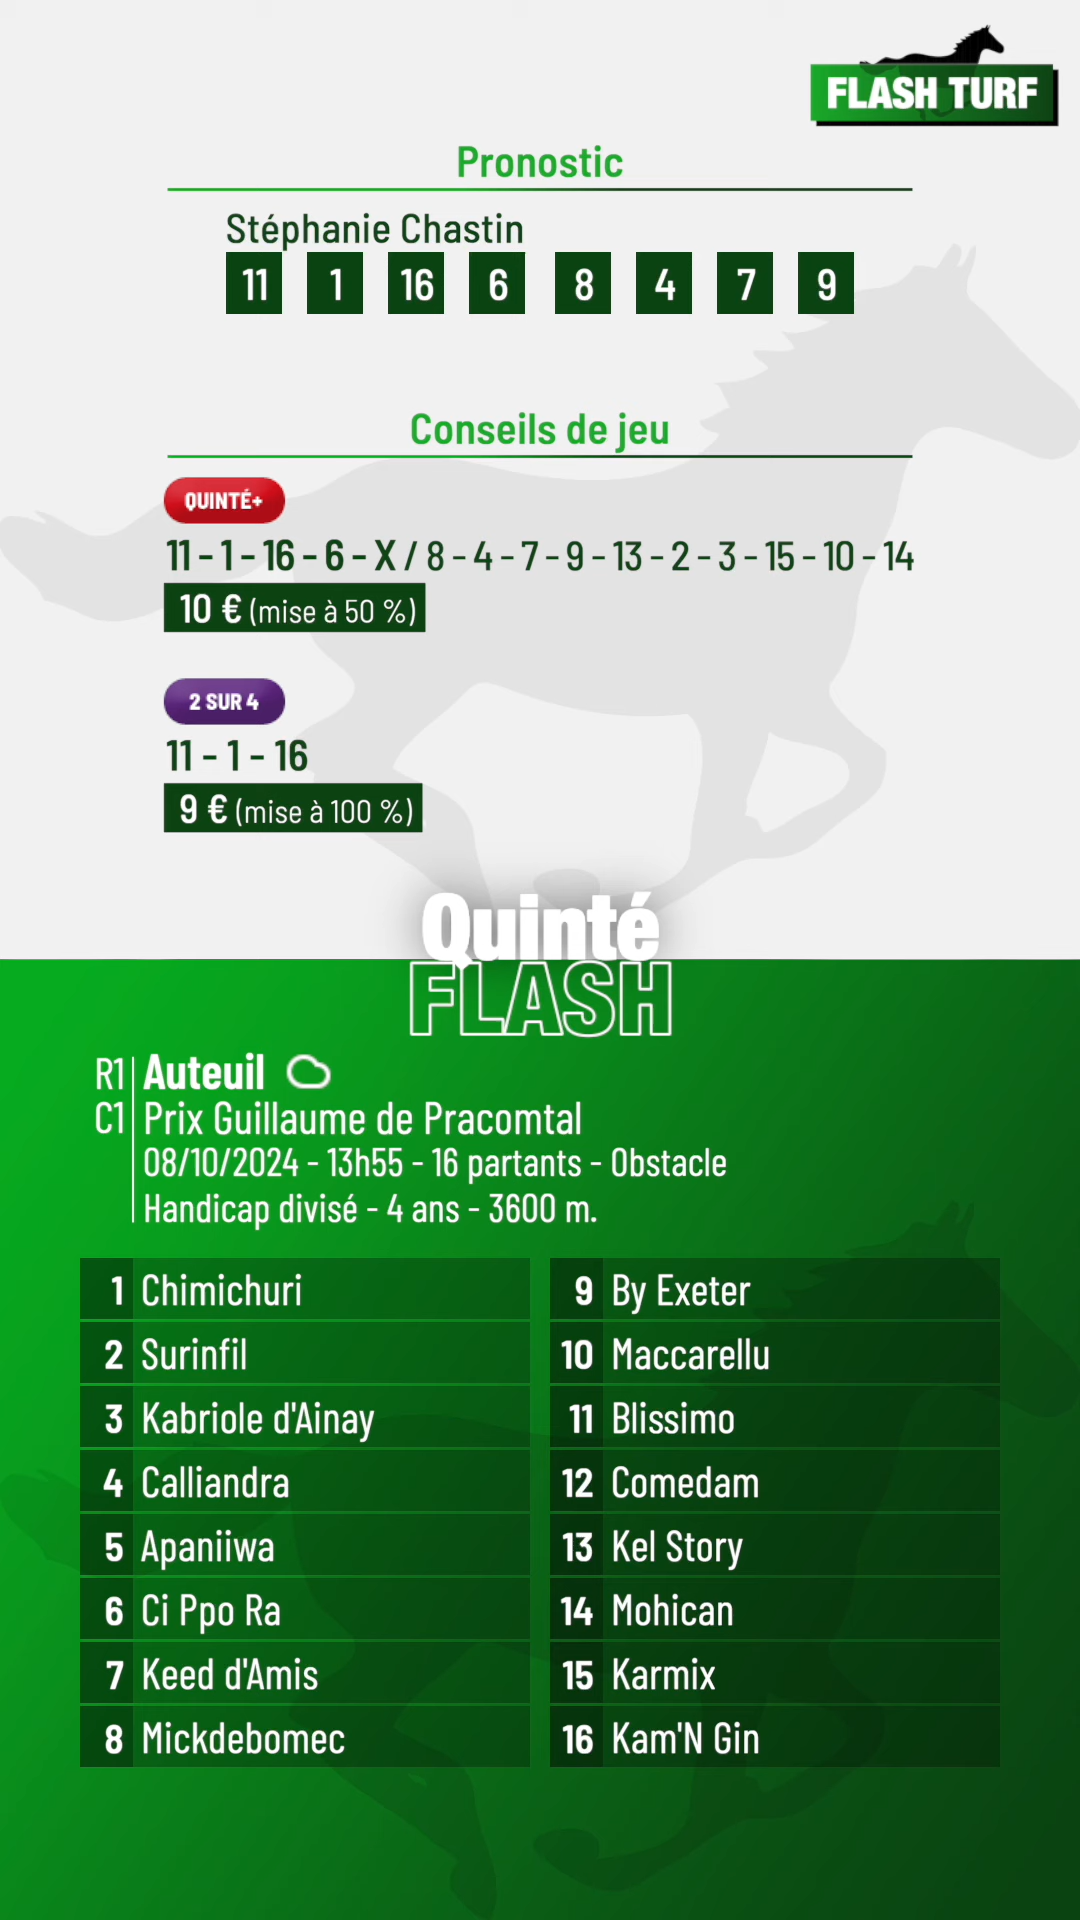 FLASH TURF
Pronostic
Stéphanie Chastin
11 1 16 6 8 4 7 9
Conseils de jeu
QUINTÉ+
11 - 1 - 16 - 6 - X / 8 - 4 - 7 - 9 - 13 - 2 - 3 - 15 - 10 - 14
10 € (mise à 50 %)
2 SUR 4
11 - 1 - 16
9 € (mise à 100 %)
Quinté
FLASH
R1 Auteuil
C1 Prix Guillaume de Pracomtal
08/10/2024 - 13h55 - 16 partants - Obstacle
Handicap divisé - 4 ans - 3600 m.
1 Chimichuri
2 Surinfil
3 Kabriole d'Ainay
4 Calliandra
5 Apaniiwa
6 Ci Ppo Ra
7 Keed d'Amis
8 Mickdebomec
9 By Exeter
10 Maccarellu
11 Blissimo
12 Comedam
13 Kel Story
14 Mohican
15 Karmix
16 Kam'N Gin